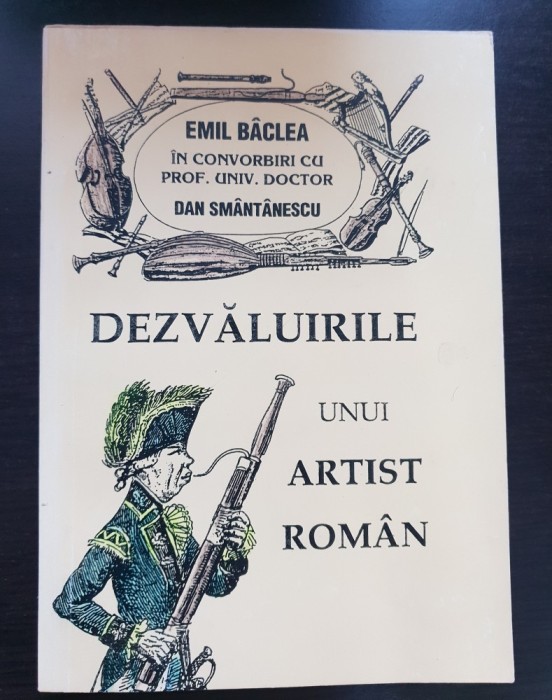 EMIL BÂCLEA
ÎN CONVORBIRI CU
PROF. UNIV. DOCTOR
DAN SMÂNTÂNESCU
DEZVĂLUIRILE
UNUI
ARTIST
ROMÂN